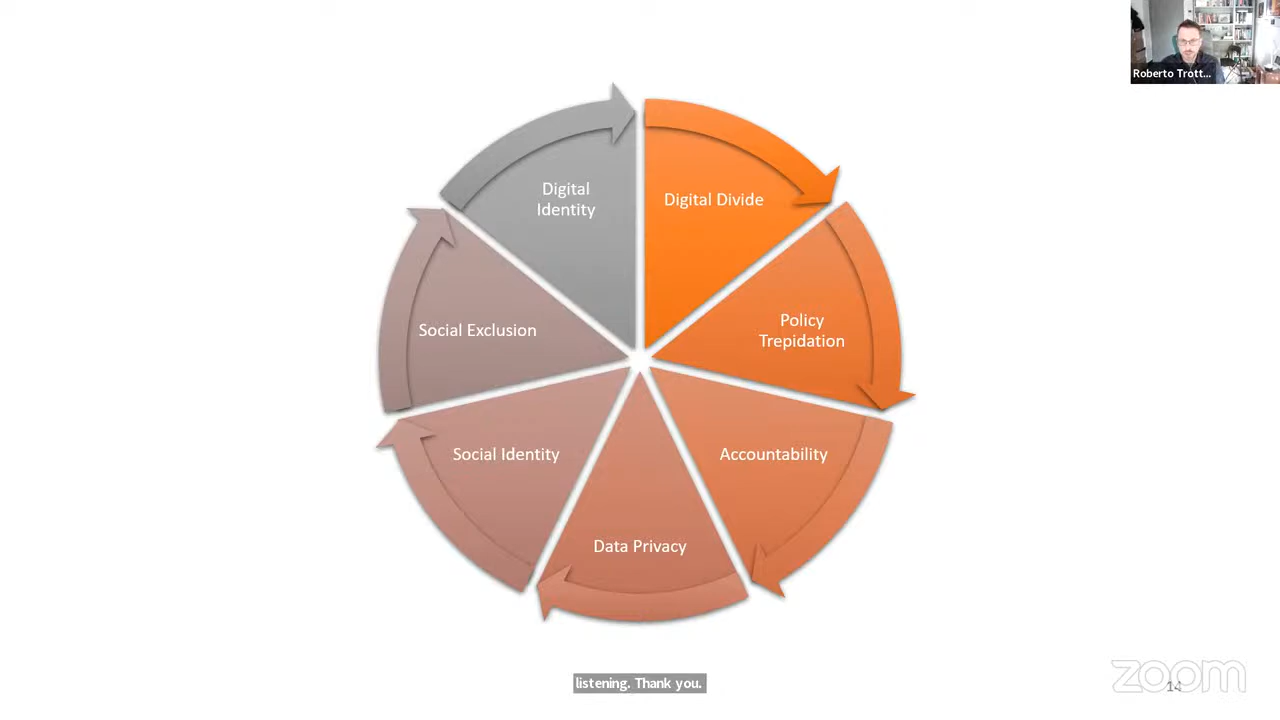 Roberto Trott...
Digital
Identity
Digital Divide
Social Exclusion
Policy
Trepidation
Social Identity
Accountability
Data Privacy
listening. Thank you.
zoom
14